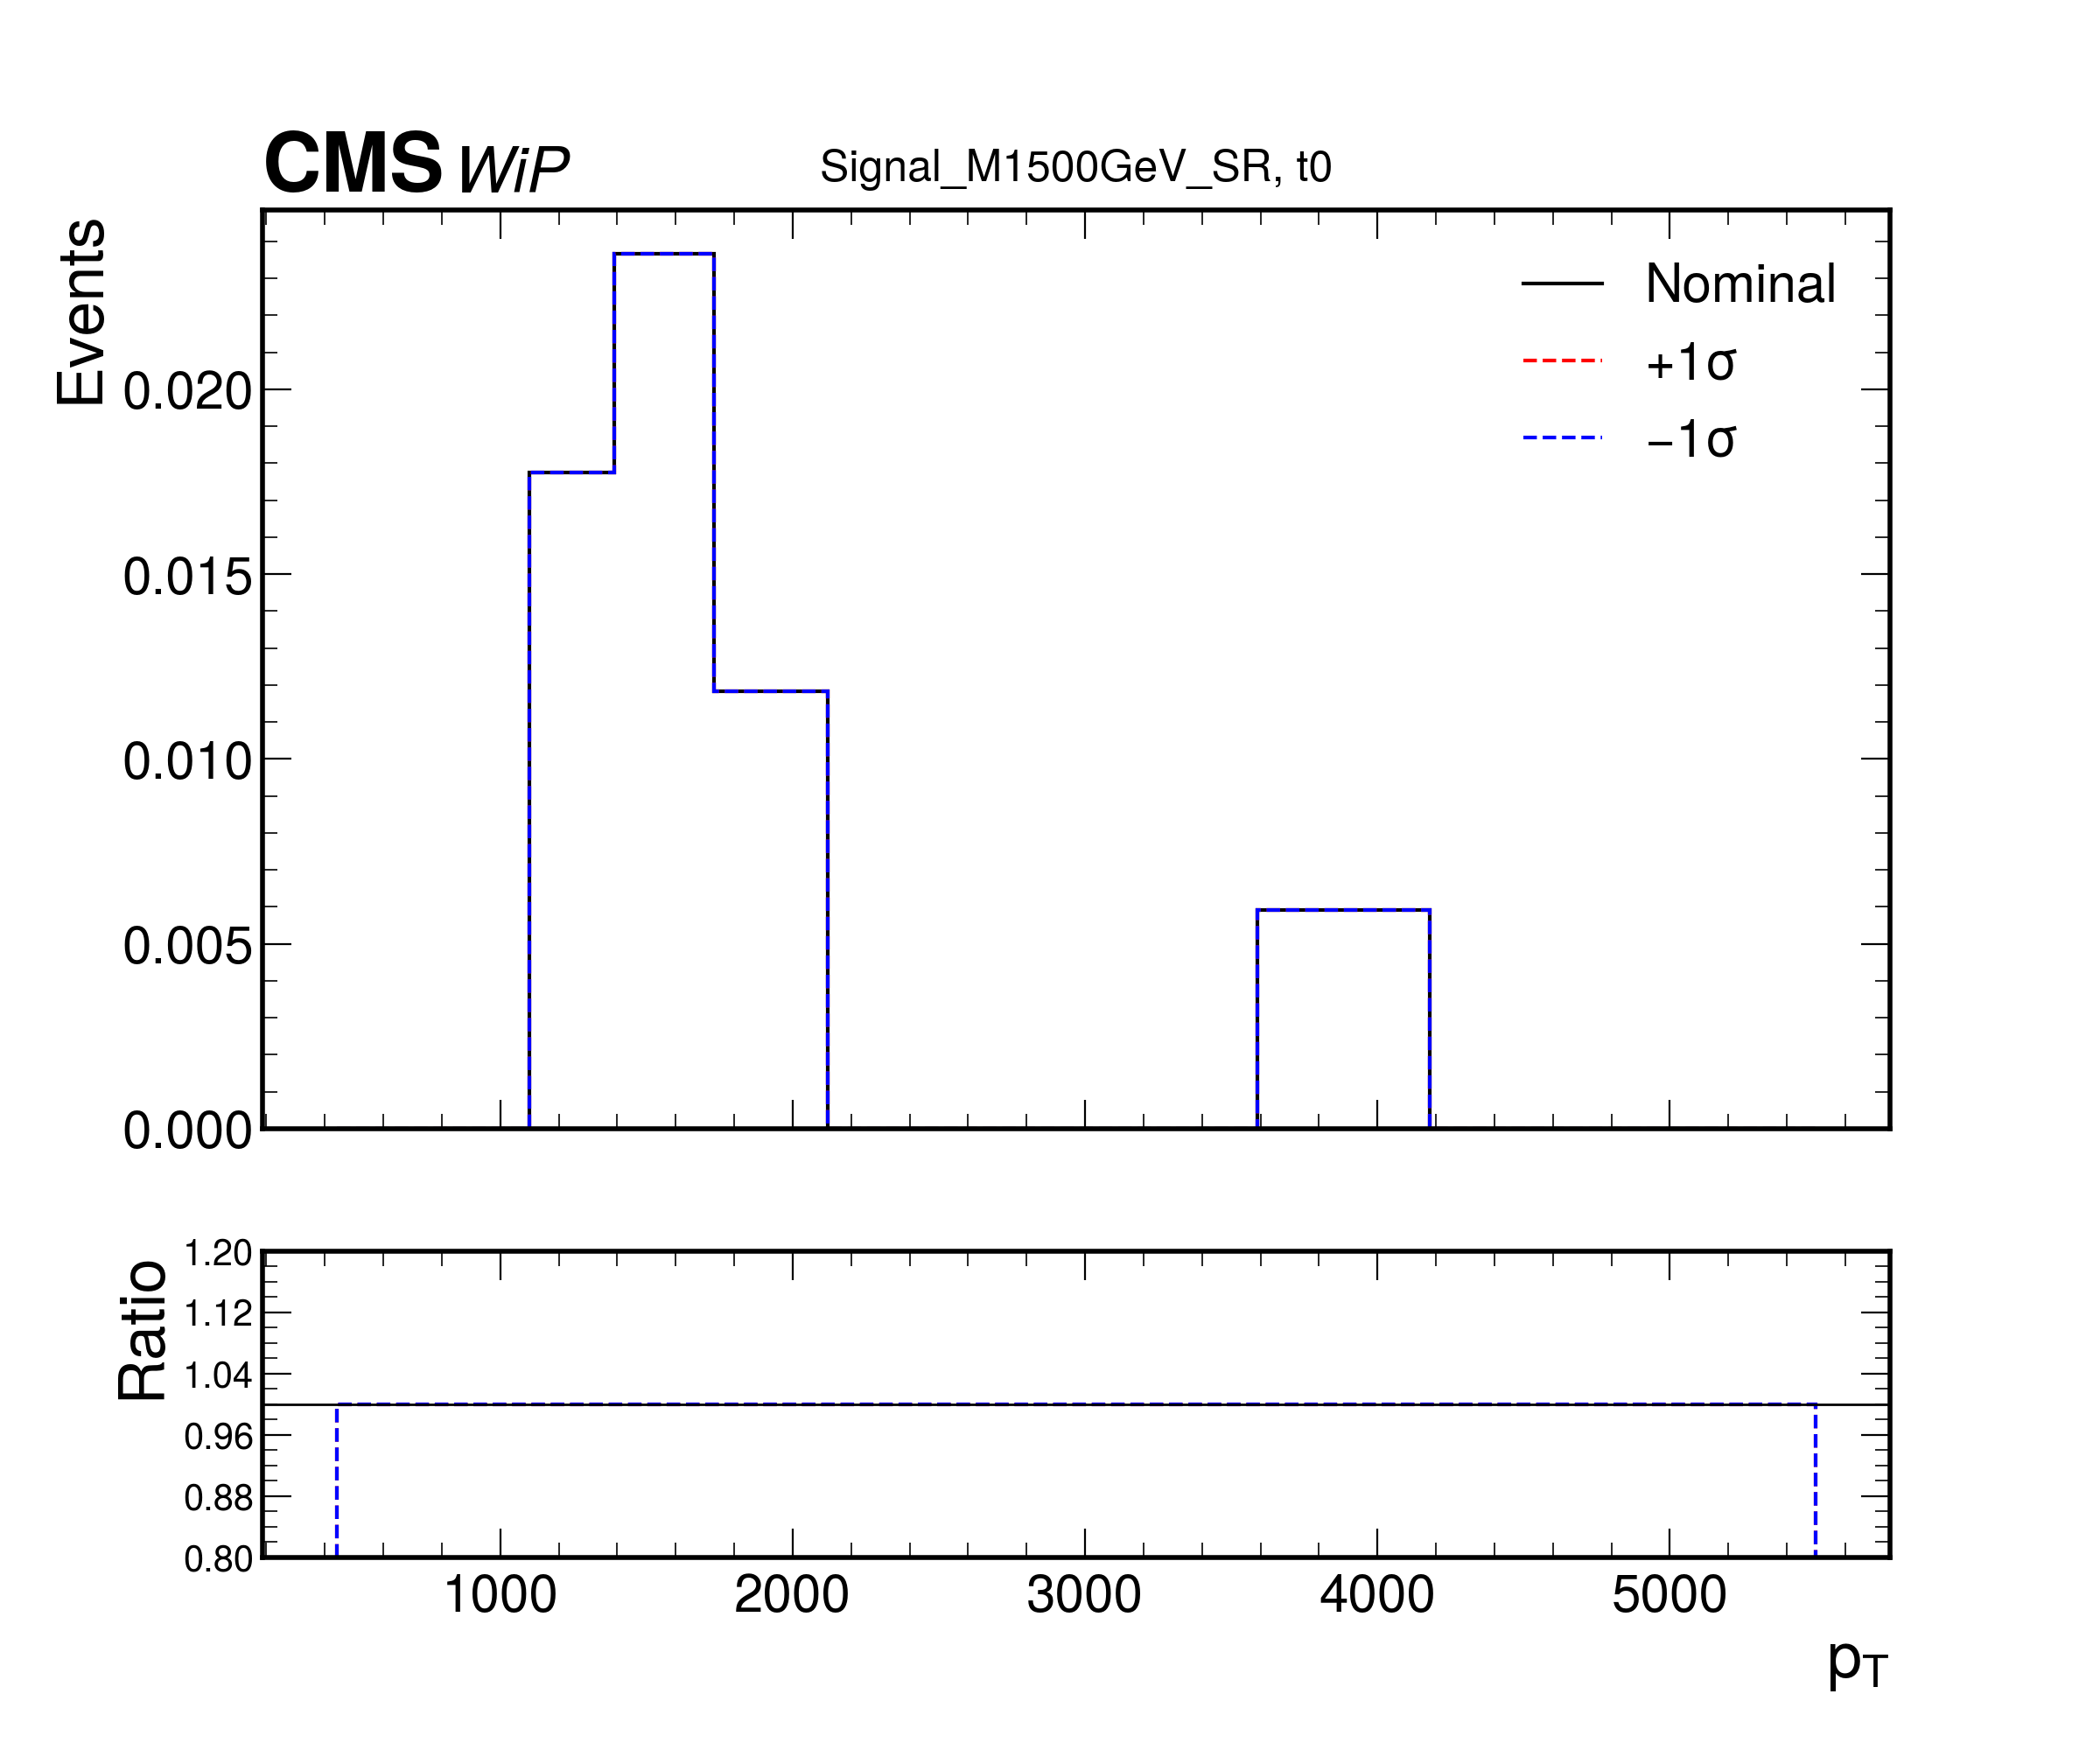 CMS WiP
Signal_M1500GeV_SR, t0
Events
0.020
0.015
0.010
0.005
0.000
Nominal
+1σ
−1σ
Ratio
1.20
1.12
1.04
0.96
0.88
0.80
1000 2000 3000 4000 5000
pT